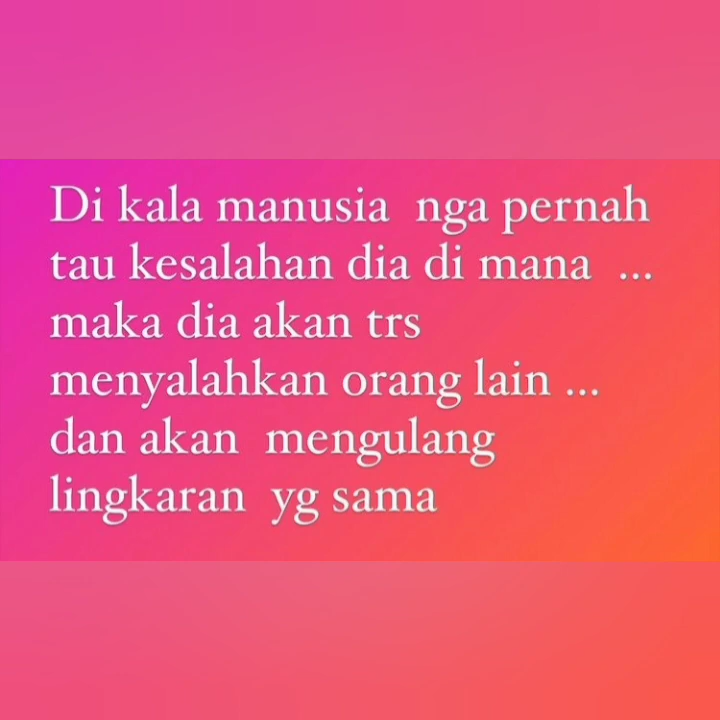 Di kala manusia  nga pernah
tau kesalahan dia di mana  ...
maka dia akan trs
menyalahkan orang lain ...
dan akan  mengulang
lingkaran  yg sama